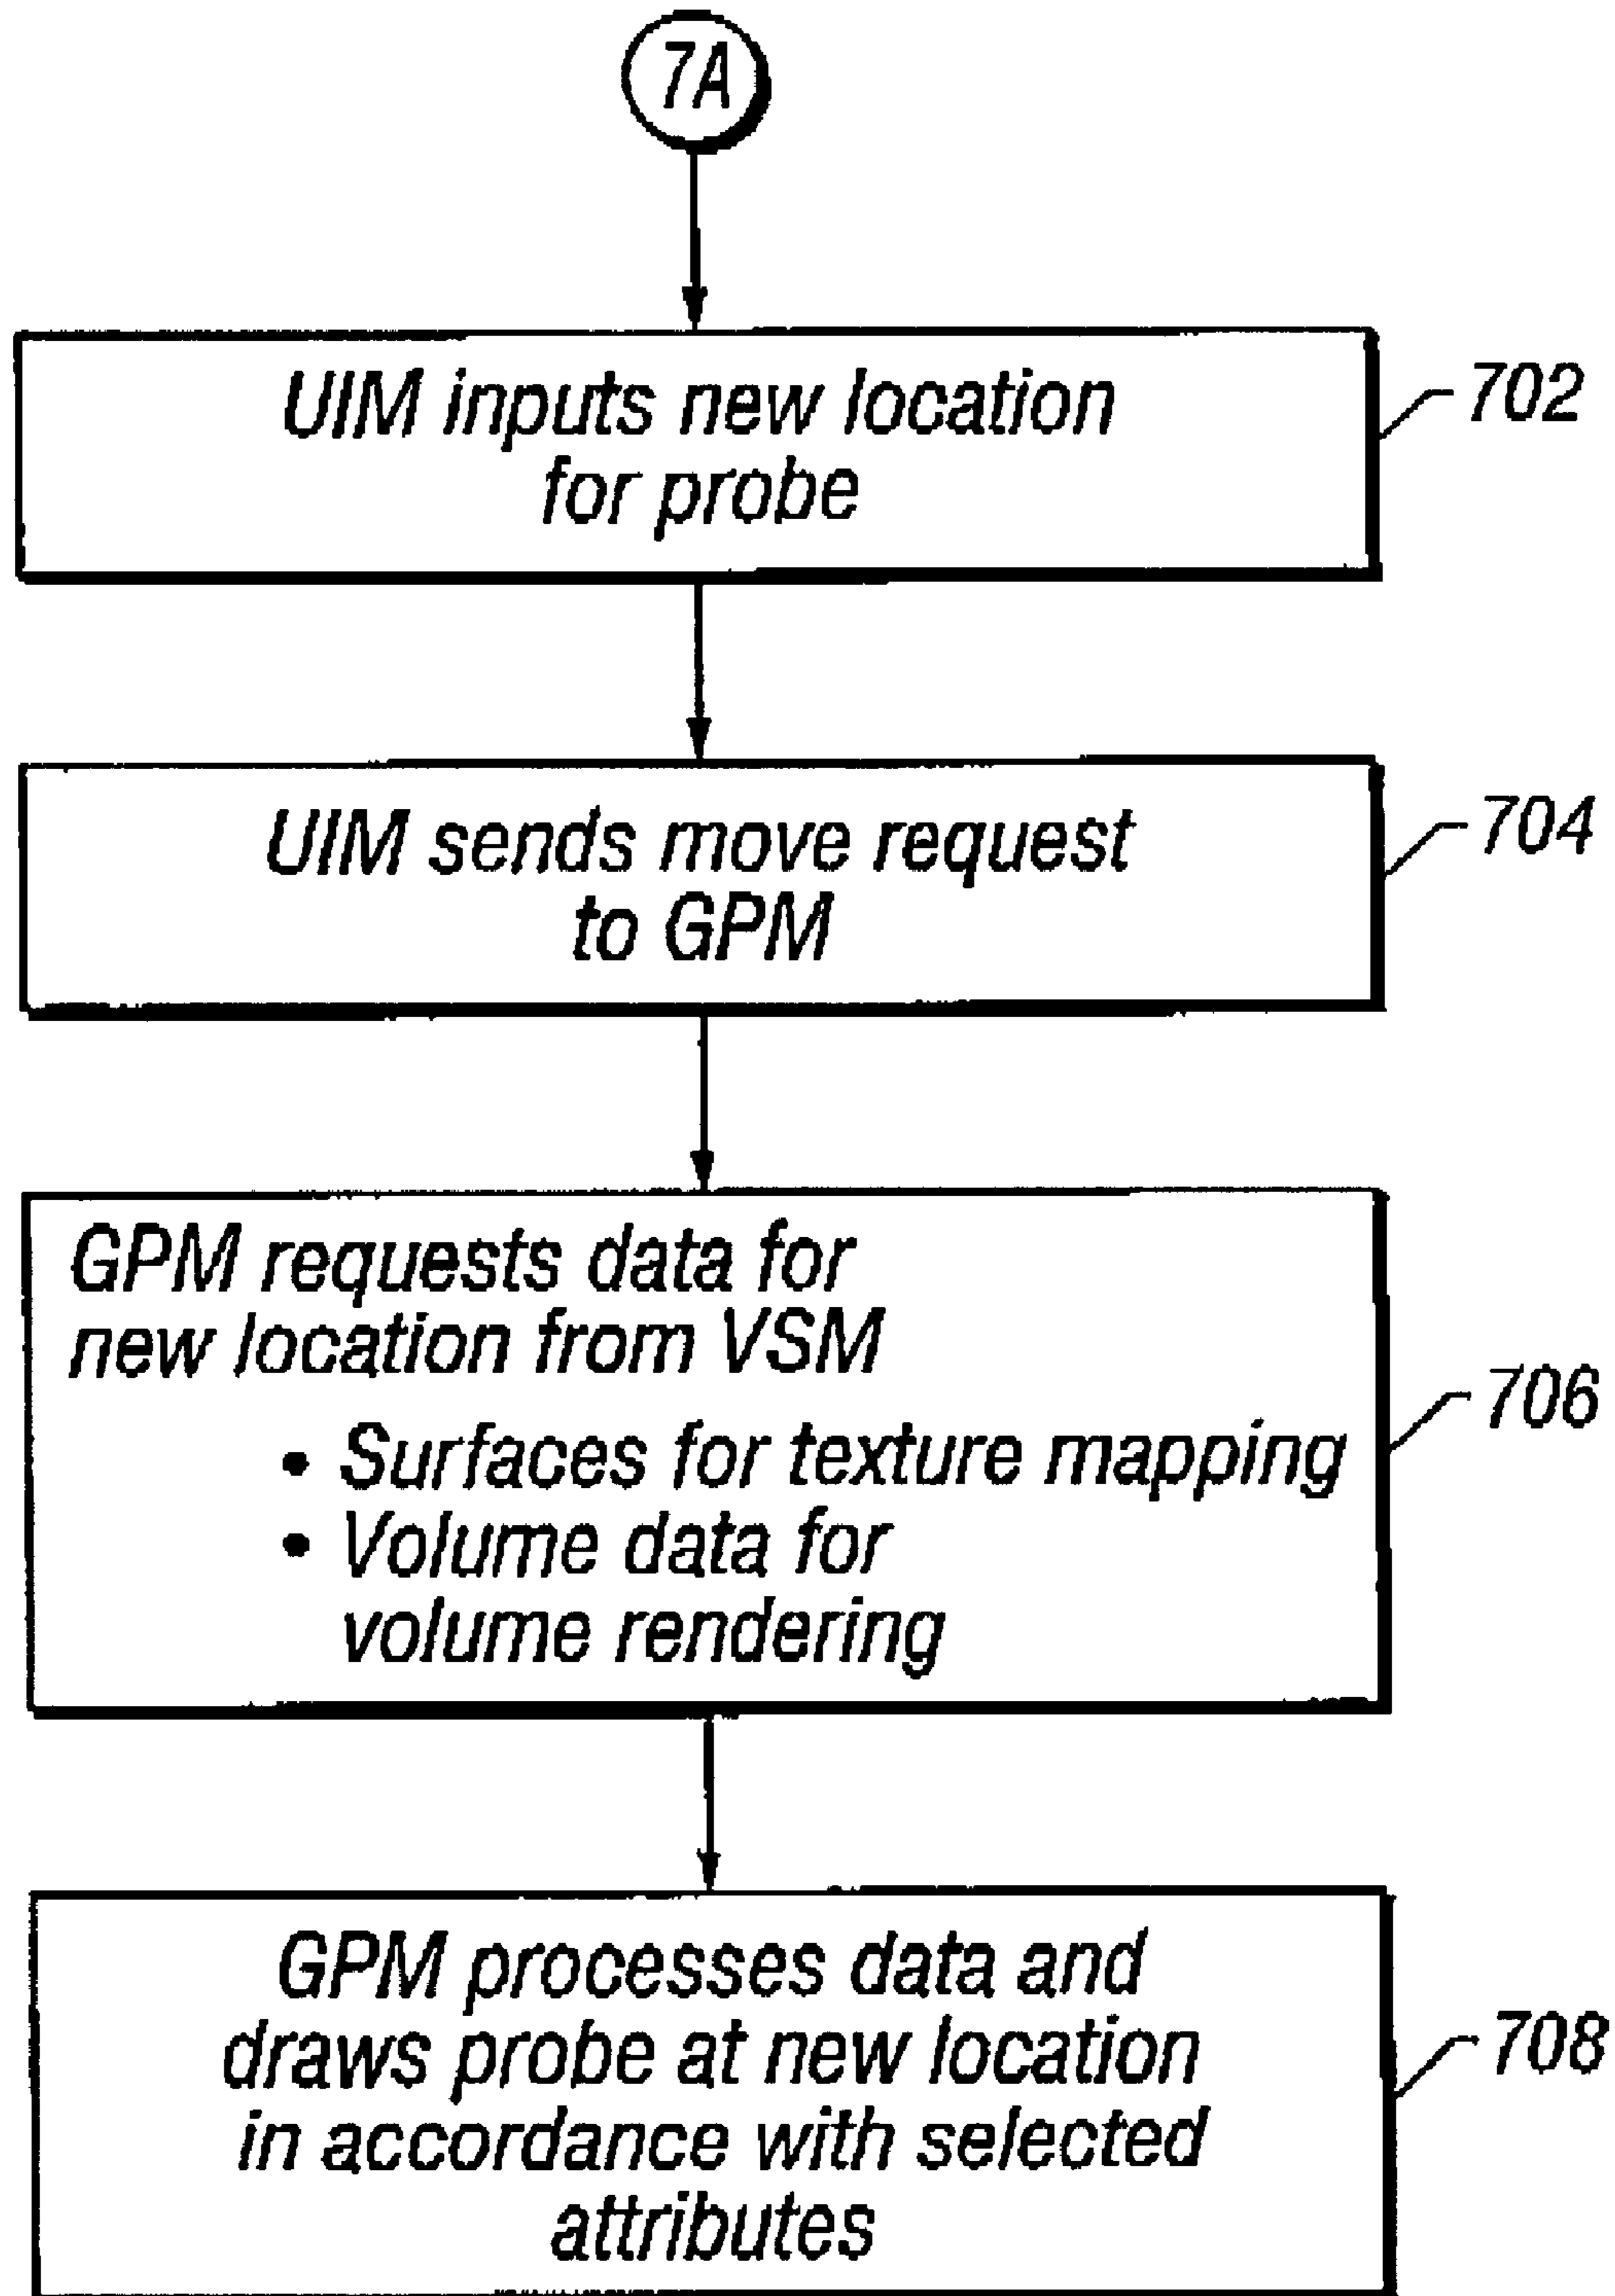 7A
UIM inputs new location
for probe
702
UIM sends move request
to GPM
704
GPM requests data for
new location from VSM
• Surfaces for texture mapping
• Volume data for
volume rendering
706
GPM processes data and
draws probe at new location
in accordance with selected
attributes
708